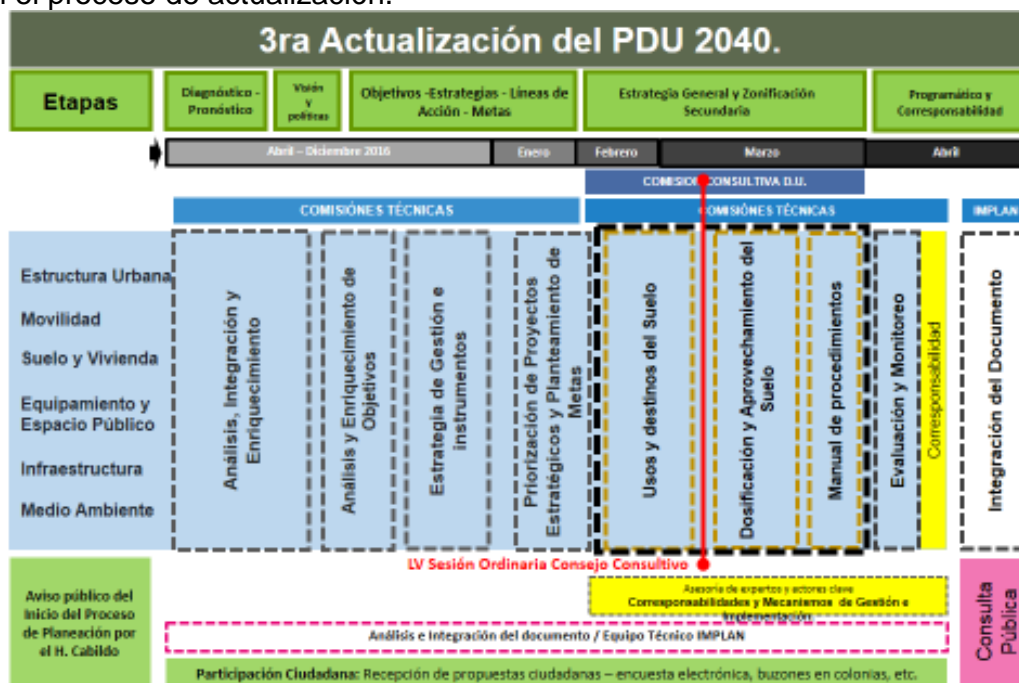 el proceso de actualización.
3ra Actualización del PDU 2040.
Etapas
Diagnóstico -
Pronóstico
Visión
y
políticas
Objetivos -Estrategias - Líneas de
Acción - Metas
Estrategia General y Zonificación
Secundaria
Programático y
Corresponsabilidad
Abril – Diciembre 2016
Enero
Febrero
Marzo
Abril
COMISION CONSULTIVA D.U.
COMISIÓNES TÉCNICAS
COMISIÓNES TÉCNICAS
IMPLAN
Estructura Urbana
Movilidad
Suelo y Vivienda
Equipamiento y
Espacio Público
Infraestructura
Medio Ambiente
Análisis, Integración y
Enriquecimiento
Análisis y Enriquecimiento de
Objetivos
Estrategia de Gestión e
instrumentos
Priorización de Proyectos
Estratégicos y Planteamiento de
Metas
Usos y destinos del Suelo
Dosificación y Aprovechamiento del
Suelo
Manual de procedimientos
Evaluación y Monitoreo
Corresponsabilidad
Integración del Documento
LV Sesión Ordinaria Consejo Consultivo
Aviso público del
Inicio del Proceso
de Planeación por
el H. Cabildo
Asesoría de expertos y actores clave
Corresponsabilidades y Mecanismos de Gestión e
Implementación
Análisis e Integración del documento / Equipo Técnico IMPLAN
Participación Ciudadana: Recepción de propuestas ciudadanas – encuesta electrónica, buzones en colonias, etc.
Consulta
Pública